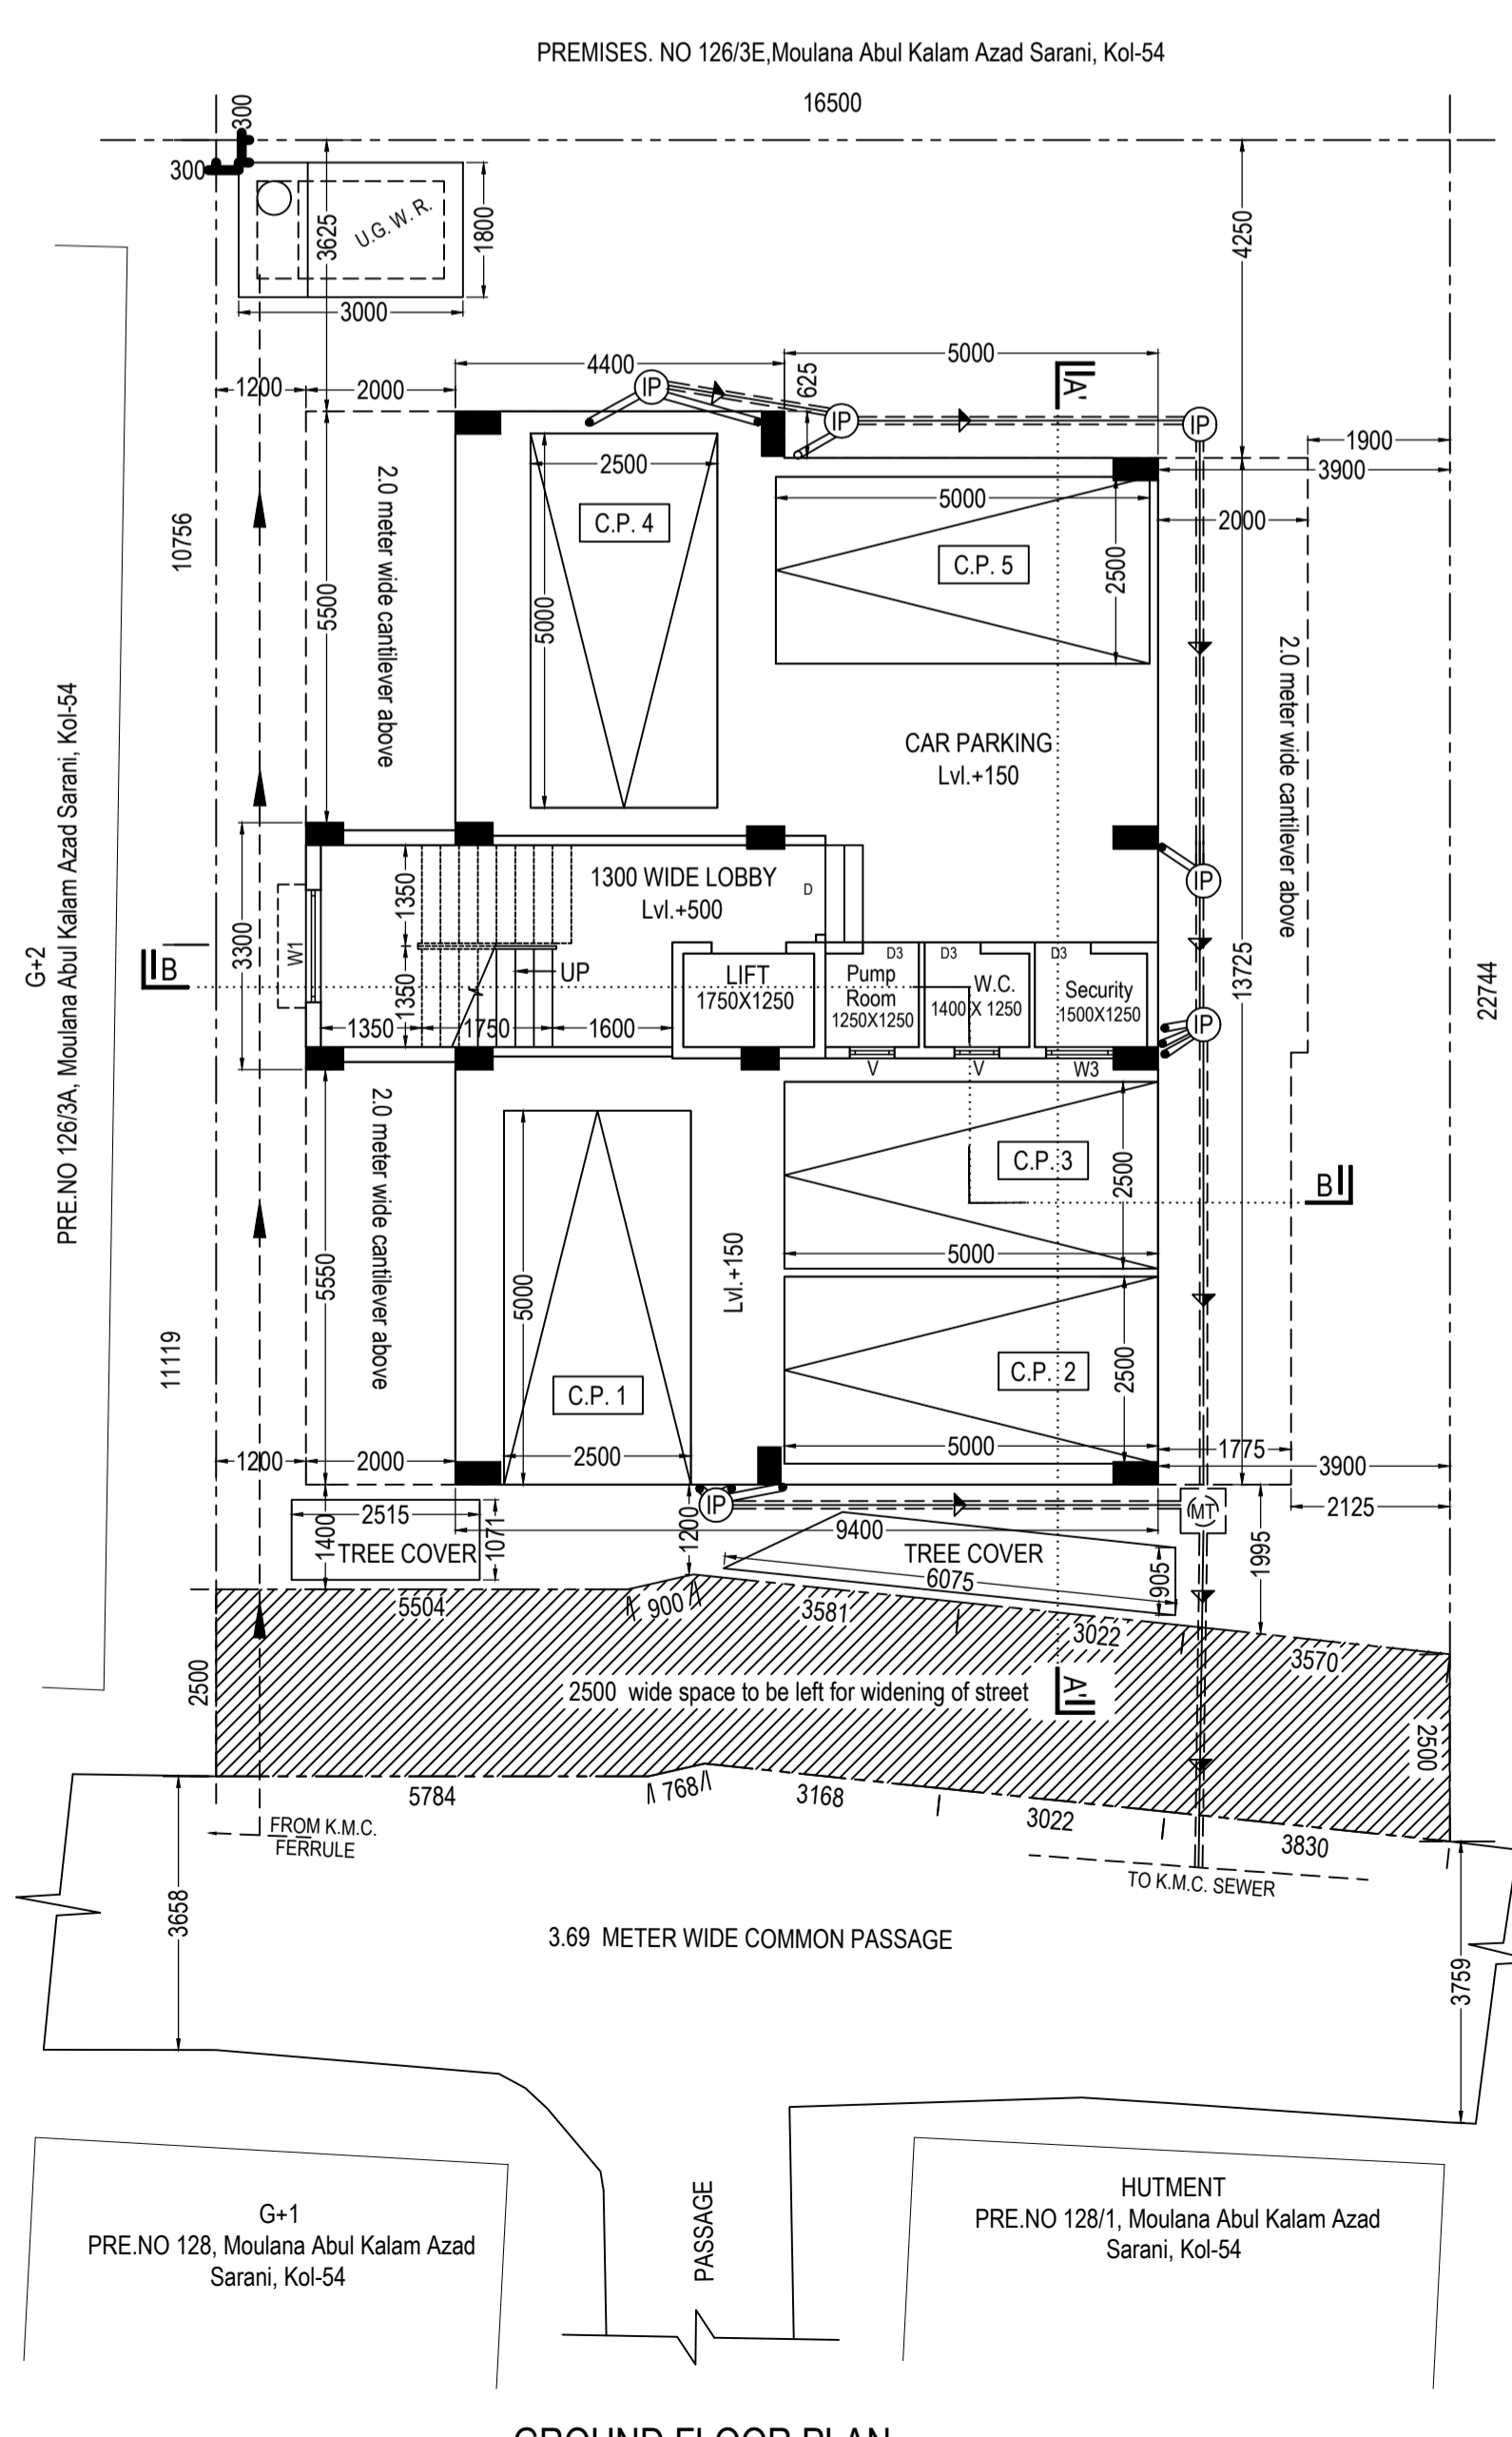 PREMISES. NO 126/3E,Moulana Abul Kalam Azad Sarani, Kol-54
16500
300
300
3625
U.G. W. R.
1800
4250
3000
4400
5000
625
A'
1200
2000
IP
IP
IP
1900
3900
2500
5000
2000
C.P. 4
C.P. 5
2500
10756
5500
2.0 meter wide cantilever above
5000
2.0 meter wide cantilever above
CAR PARKING
Lvl.+150
PRE.NO 126/3A, Moulana Abul Kalam Azad Sarani, Kol-54
G+2
1300 WIDE LOBBY
Lvl.+500
D
1350
IP
3300
W1
B
UP
LIFT
1750X1250
D3
D3
D3
Pump
Room
1250X1250
W.C.
1400 X 1250
Security
1500X1250
13725
22744
1350
1350
1750
1600
IP
V
V
W3
2.0 meter wide cantilever above
C.P. 3
2500
B
5550
5000
Lvl.+150
5000
11119
C.P. 1
C.P. 2
2500
1200
2000
2500
5000
1775
3900
IP
MT
2125
2515
1400
TREE COVER
1071
1200
9400
TREE COVER
6075
905
1995
5504
900
3581
3022
3570
2500
2500 wide space to be left for widening of street
A'
2500
5784
768
3168
3022
3830
FROM K.M.C.
FERRULE
TO K.M.C. SEWER
3658
3.69 METER WIDE COMMON PASSAGE
3759
G+1
PRE.NO 128, Moulana Abul Kalam Azad
Sarani, Kol-54
PASSAGE
HUTMENT
PRE.NO 128/1, Moulana Abul Kalam Azad
Sarani, Kol-54
GROUND FLOOR PLAN